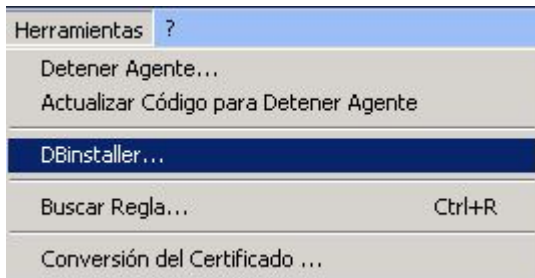 Herramientas ?
Detener Agente...
Actualizar Código para Detener Agente
DBinstaller...
Buscar Regla... Ctrl+R
Conversión del Certificado ...